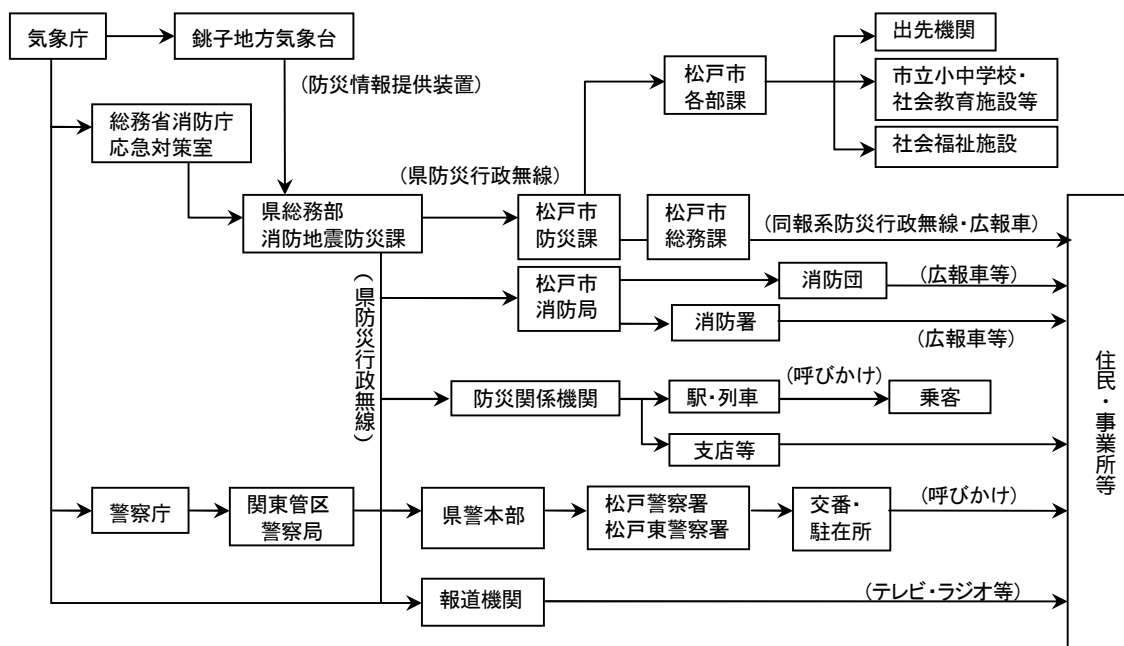 気象庁
銚子地方気象台
(防災情報提供装置)
総務省消防庁
応急対策室
県総務部
消防地震防災課
(県防災行政無線)
(県防災行政無線)
松戸市
防災課
松戸市
各部課
出先機関
市立小中学校・
社会教育施設等
社会福祉施設
松戸市
総務課
(同報系防災行政無線・広報車)
松戸市
消防局
消防団
(広報車等)
消防署
(広報車等)
防災関係機関
駅・列車
(呼びかけ)
乗客
支店等
警察庁
関東管区
警察局
県警本部
松戸警察署
松戸東警察署
交番・
駐在所
(呼びかけ)
報道機関
(テレビ・ラジオ等)
住民・事業所等